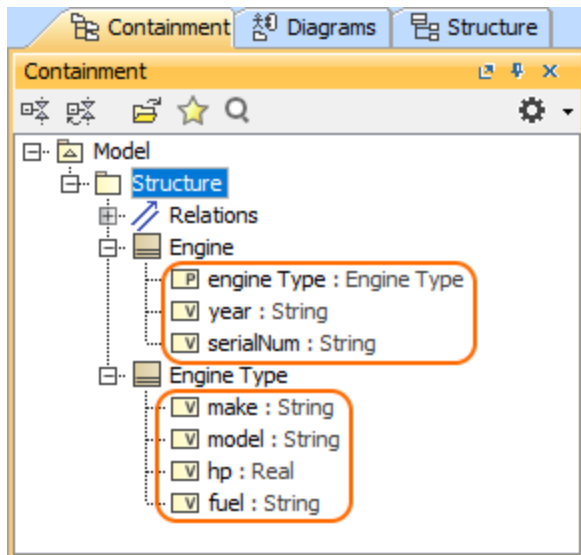 Containment Diagrams Structure
Containment
Model
Structure
Relations
Engine
P engine Type : Engine Type
V year : String
V serialNum : String
Engine Type
V make : String
V model : String
V hp : Real
V fuel : String